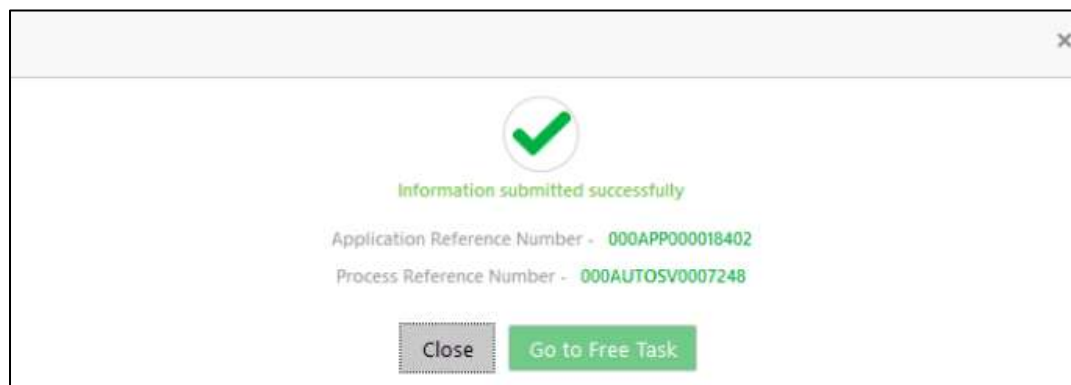 ×
Information submitted successfully
Application Reference Number - 000APP000018402
Process Reference Number - 000AUTOSV0007248
Close Go to Free Task